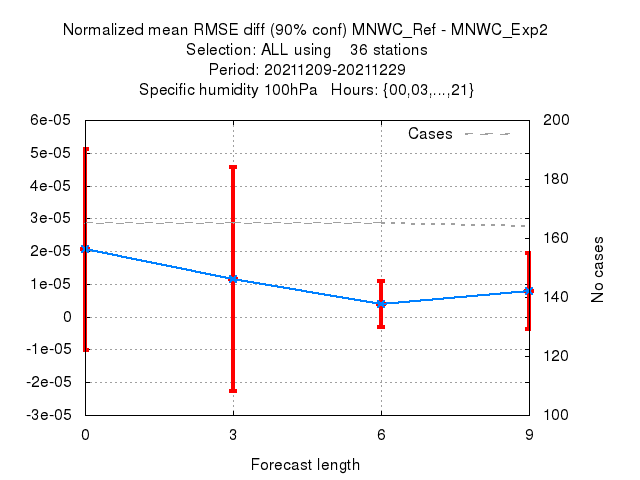 Normalized mean RMSE diff (90% conf) MNWC_Ref - MNWC_Exp2
Selection: ALL using    36 stations
Period: 20211209-20211229
Specific humidity 100hPa   Hours: {00,03,...,21}
Cases
6e-05
5e-05
4e-05
3e-05
2e-05
1e-05
0
-1e-05
-2e-05
-3e-05
200
180
160
140
120
100
No cases
0 3 6 9
Forecast length